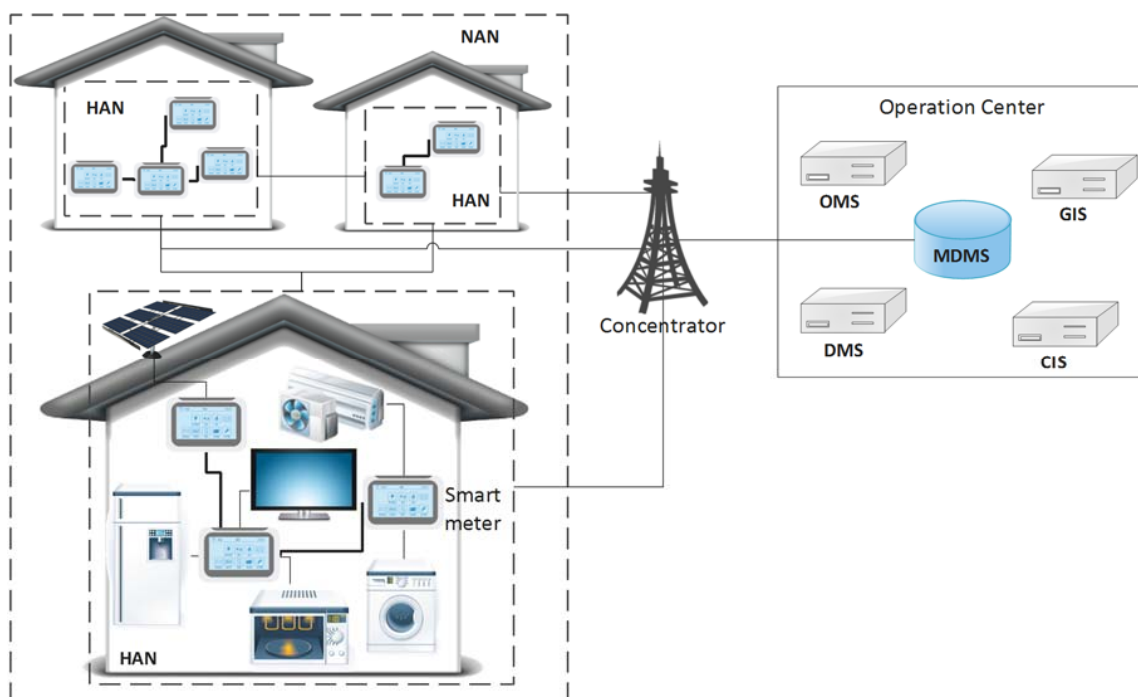 NAN
HAN
HAN
Operation Center
OMS
GIS
MDMS
DMS
CIS
Concentrator
Smart
meter
HAN